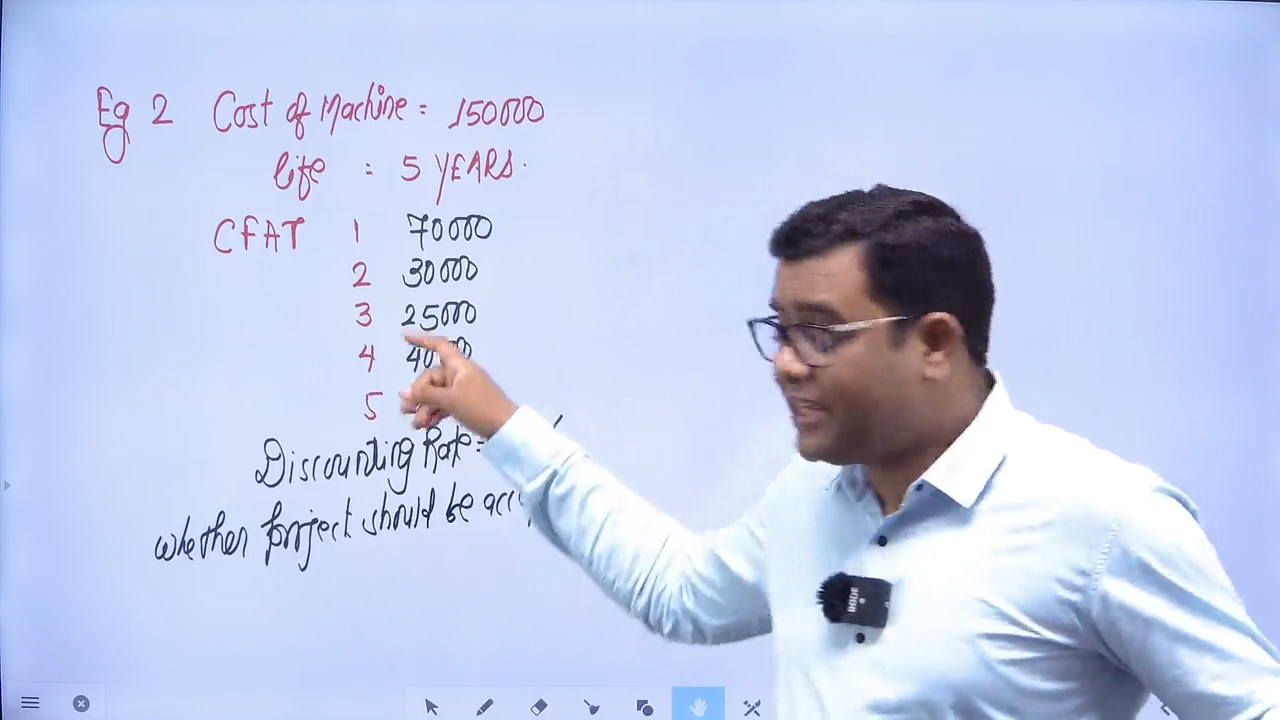 Eg 2 Cost of Machine = 150000
life = 5 YEARS.
CFAT 1 70000
2 30000
3 25000
4
5
Discounting Rate =
whether project should be
RODE